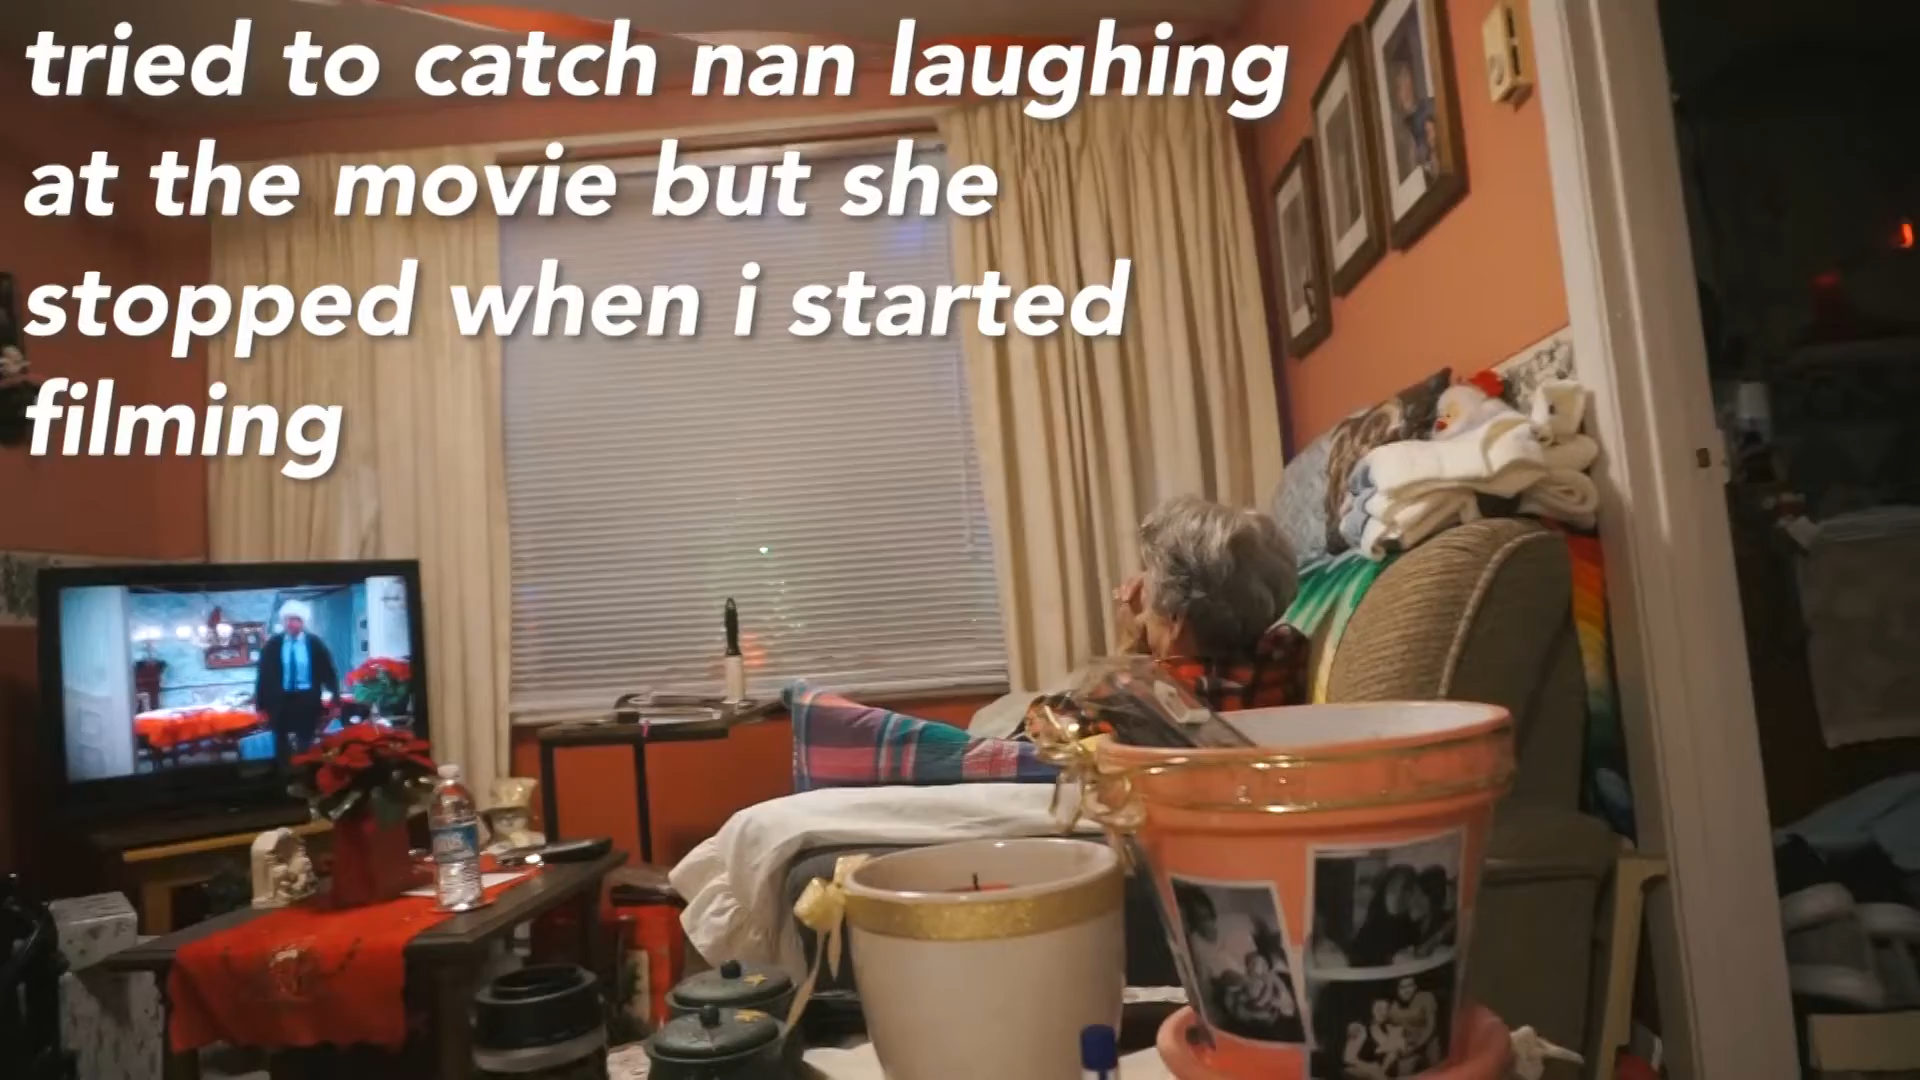 tried to catch nan laughing
at the movie but she
stopped when i started
filming